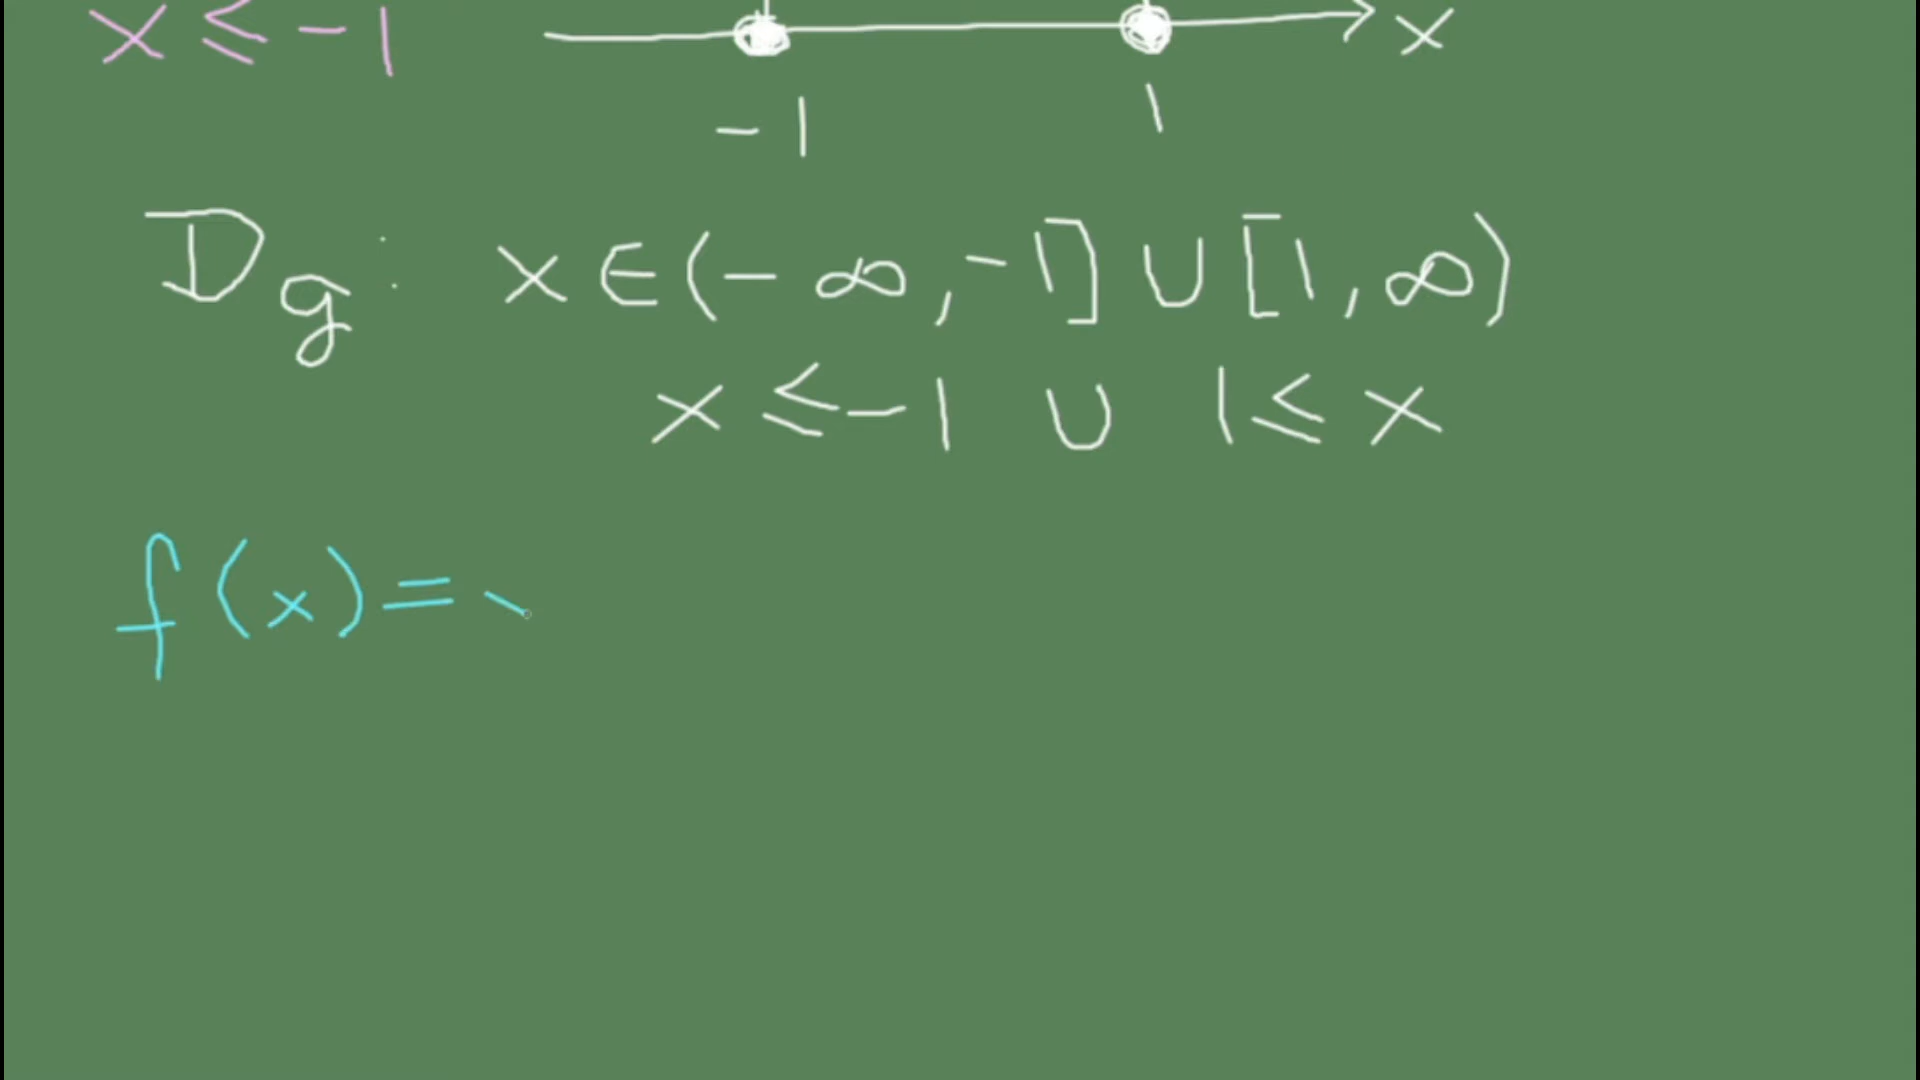 x ≤ -1 x
-1 1
Dg: x ∈ (-∞, -1] ∪ [1, ∞)
x ≤ -1 ∪ 1 ≤ x
f(x) =